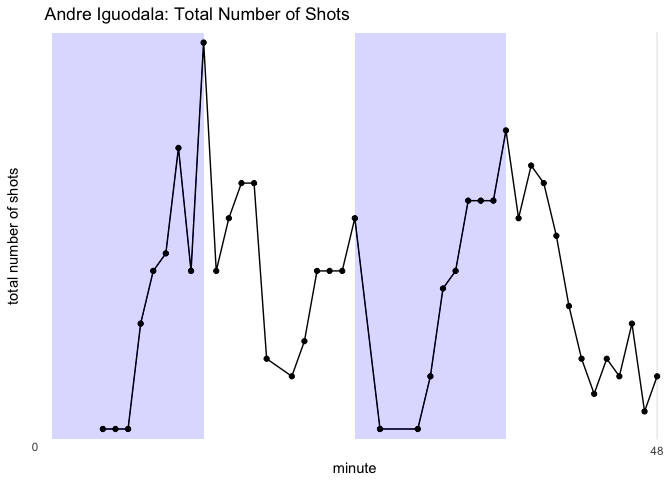 Andre Iguodala: Total Number of Shots
total number of shots
0
48
minute